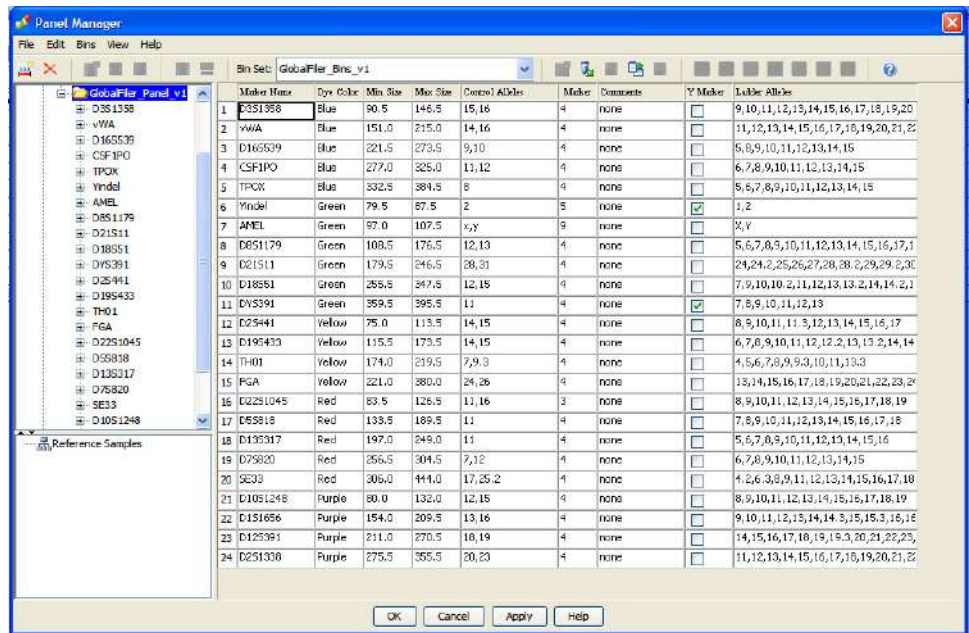 Panel Manager
File Edit Bins View Help
Bin Set: GlobalFiler_Bins_v1
GlobalFiler_Panel_v1
D3S1358
vWA
D16S539
CSF1PO
TPOX
Yindel
AMEL
D8S1179
D21S11
D18S51
DYS391
D2S441
D19S433
TH01
FGA
D22S1045
D5S818
D13S317
D7S820
SE33
D10S1248
Reference Samples
Marker Name Dye Color Min Size Max Size Control Alleles Marker Comments Y Marker Ladder Alleles
1 D3S1358 Blue 90.5 146.5 15,16 4 none 9,10,11,12,13,14,15,16,17,18,19,20
2 vWA Blue 151.0 215.0 14,16 4 none 11,12,13,14,15,16,17,18,19,20,21,22
3 D16S539 Blue 221.5 273.5 9,10 4 none 5,8,9,10,11,12,13,14,15
4 CSF1PO Blue 277.0 325.0 11,12 4 none 6,7,8,9,10,11,12,13,14,15
5 TPOX Blue 332.5 384.5 8 4 none 5,6,7,8,9,10,11,12,13,14,15
6 Yindel Green 79.5 87.5 2 5 none 1,2
7 AMEL Green 97.0 107.5 x,y 9 none X,Y
8 D8S1179 Green 108.5 176.5 12,13 4 none 5,6,7,8,9,10,11,12,13,14,15,16,17,1
9 D21S11 Green 179.5 246.5 28,31 4 none 24,24.2,25,26,27,28,28.2,29,29.2,30
10 D18S51 Green 255.5 347.5 12,15 4 none 7,9,10,10.2,11,12,13,13.2,14,14.2,1
11 DYS391 Green 359.5 395.5 11 4 none 7,8,9,10,11,12,13
12 D2S441 Yellow 75.0 113.5 14,15 4 none 8,9,10,11,11.3,12,13,14,15,16,17
13 D19S433 Yellow 115.5 173.5 14,15 4 none 6,7,8,9,10,11,12,12.2,13,13.2,14,14
14 TH01 Yellow 174.0 219.5 7,9.3 4 none 4,5,6,7,8,9,9.3,10,11,13.3
15 FGA Yellow 221.0 380.0 24,26 4 none 13,14,15,16,17,18,19,20,21,22,23,24
16 D22S1045 Red 83.5 126.5 11,16 3 none 8,9,10,11,12,13,14,15,16,17,18,19
17 D5S818 Red 133.5 189.5 11 4 none 7,8,9,10,11,12,13,14,15,16,17,18
18 D13S317 Red 197.0 249.0 11 4 none 5,6,7,8,9,10,11,12,13,14,15,16
19 D7S820 Red 256.5 304.5 7,12 4 none 6,7,8,9,10,11,12,13,14,15
20 SE33 Red 306.0 444.0 17,25.2 4 none 4.2,6.3,8,9,11,12,13,14,15,16,17,18
21 D10S1248 Purple 80.0 132.0 12,15 4 none 8,9,10,11,12,13,14,15,16,17,18,19
22 D1S1656 Purple 154.0 209.5 13,16 4 none 9,10,11,12,13,14,14.3,15,15.3,16,16
23 D12S391 Purple 211.0 270.5 18,19 4 none 14,15,16,17,18,19,19.3,20,21,22,23,
24 D2S1338 Purple 275.5 355.5 20,23 4 none 11,12,13,14,15,16,17,18,19,20,21,22
OK Cancel Apply Help